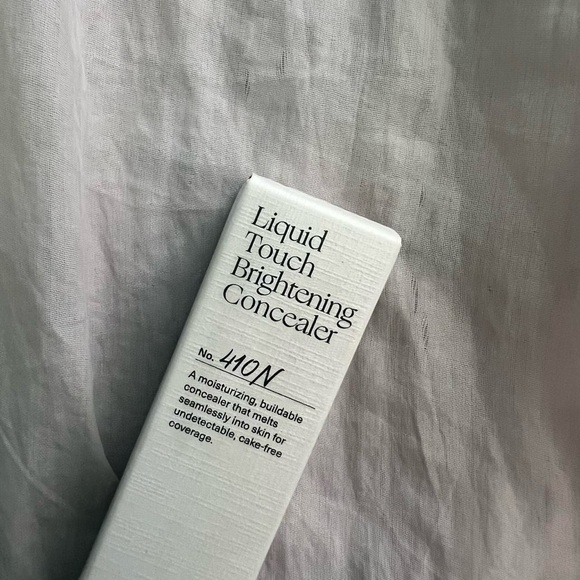 Liquid
Touch
Brightening
Concealer
No. 410N
A moisturizing, buildable
concealer that melts
seamlessly into skin for
undetectable, cake-free
coverage.